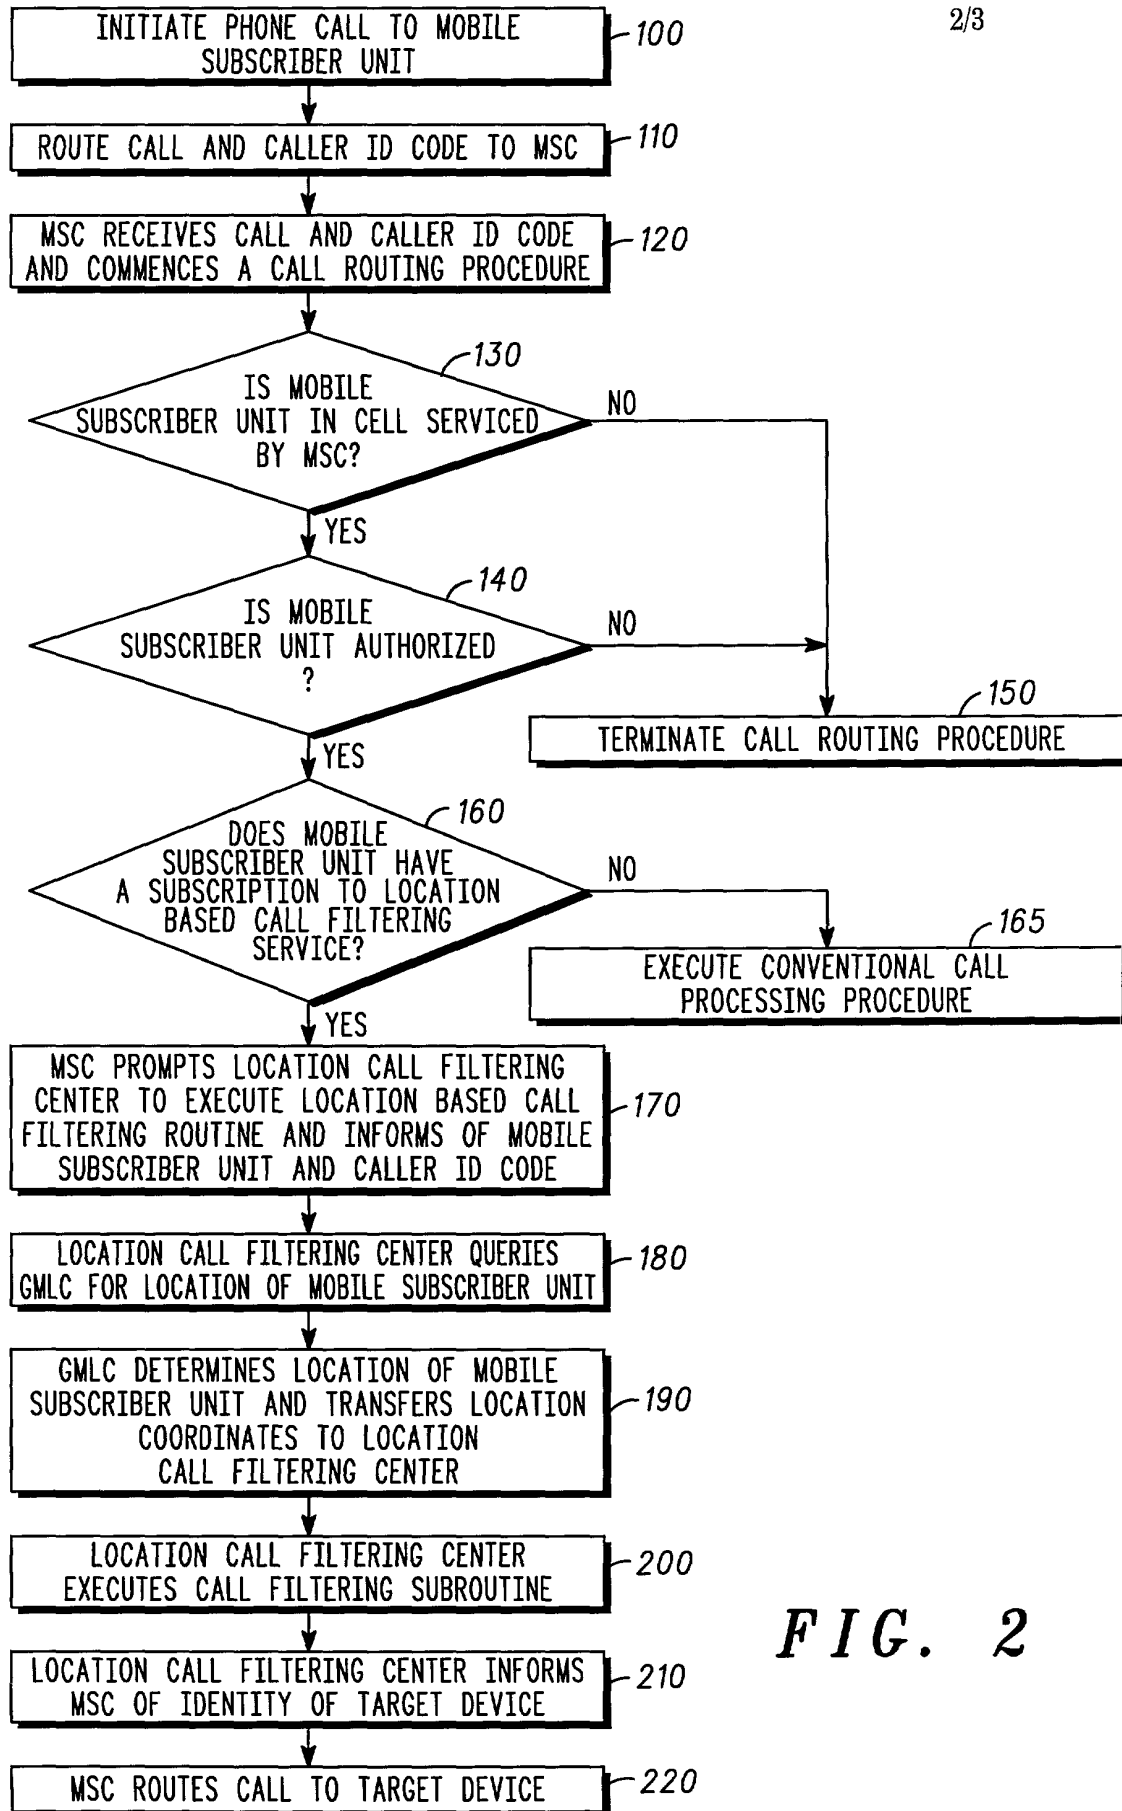 2/3
INITIATE PHONE CALL TO MOBILE
SUBSCRIBER UNIT
100
ROUTE CALL AND CALLER ID CODE TO MSC
110
MSC RECEIVES CALL AND CALLER ID CODE
AND COMMENCES A CALL ROUTING PROCEDURE
120
130
IS MOBILE
SUBSCRIBER UNIT IN CELL SERVICED
BY MSC?
NO
YES
140
IS MOBILE
SUBSCRIBER UNIT AUTHORIZED
?
NO
YES
150
TERMINATE CALL ROUTING PROCEDURE
160
DOES MOBILE
SUBSCRIBER UNIT HAVE
A SUBSCRIPTION TO LOCATION
BASED CALL FILTERING
SERVICE?
NO
YES
165
EXECUTE CONVENTIONAL CALL
PROCESSING PROCEDURE
MSC PROMPTS LOCATION CALL FILTERING
CENTER TO EXECUTE LOCATION BASED CALL
FILTERING ROUTINE AND INFORMS OF MOBILE
SUBSCRIBER UNIT AND CALLER ID CODE
170
LOCATION CALL FILTERING CENTER QUERIES
GMLC FOR LOCATION OF MOBILE SUBSCRIBER UNIT
180
GMLC DETERMINES LOCATION OF MOBILE
SUBSCRIBER UNIT AND TRANSFERS LOCATION
COORDINATES TO LOCATION
CALL FILTERING CENTER
190
LOCATION CALL FILTERING CENTER
EXECUTES CALL FILTERING SUBROUTINE
200
LOCATION CALL FILTERING CENTER INFORMS
MSC OF IDENTITY OF TARGET DEVICE
210
MSC ROUTES CALL TO TARGET DEVICE
220
FIG. 2